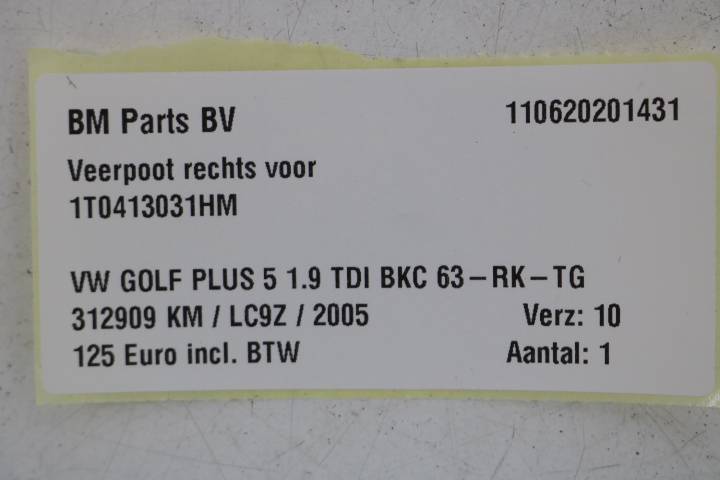 BM Parts BV 110620201431
Veerpoot rechts voor
1T0413031HM
VW GOLF PLUS 5 1.9 TDI BKC 63-RK-TG
312909 KM / LC9Z / 2005 Verz: 10
125 Euro incl. BTW Aantal: 1